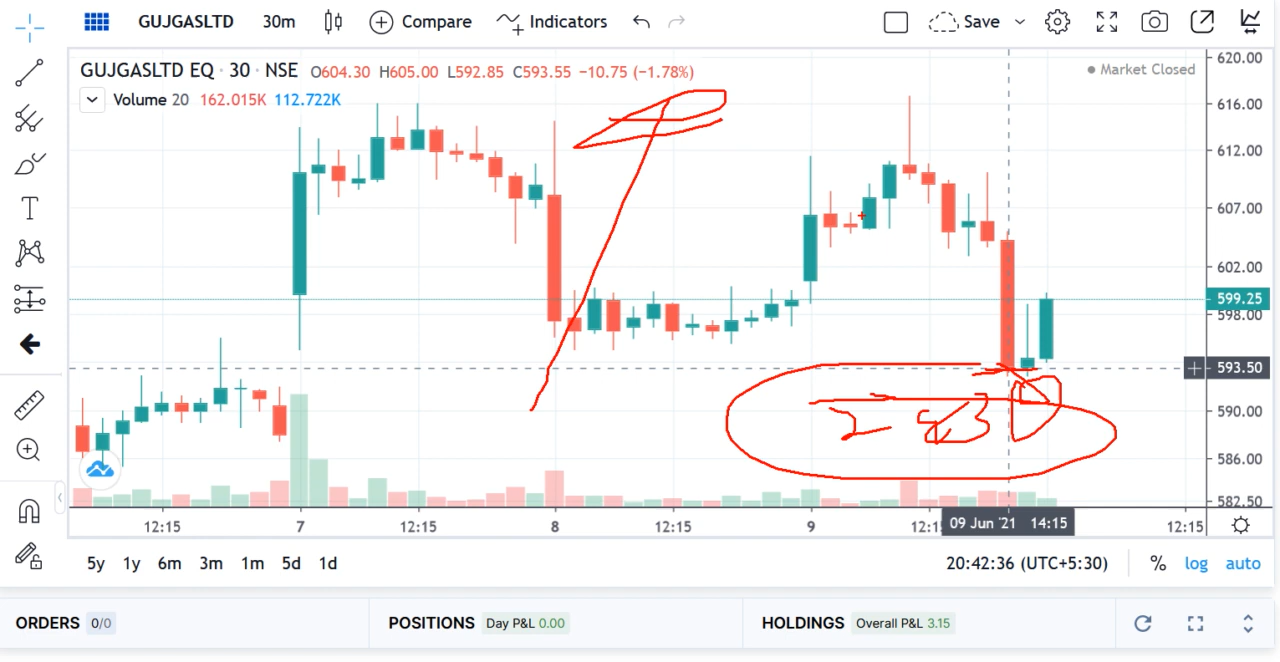 GUJGASLTD 30m Compare Indicators Save
GUJGASLTD EQ · 30 · NSE O604.30 H605.00 L592.85 C593.55 −10.75 (−1.78%)
Market Closed
Volume 20 162.015K 112.722K
620.00
616.00
612.00
607.00
602.00
599.25
598.00
593.50
590.00
586.00
582.50
12:15 7 12:15 8 12:15 9 12:1 09 Jun '21 14:15 12:15
5y 1y 6m 3m 1m 5d 1d 20:42:36 (UTC+5:30) % log auto
ORDERS 0/0 POSITIONS Day P&L 0.00 HOLDINGS Overall P&L 3.15